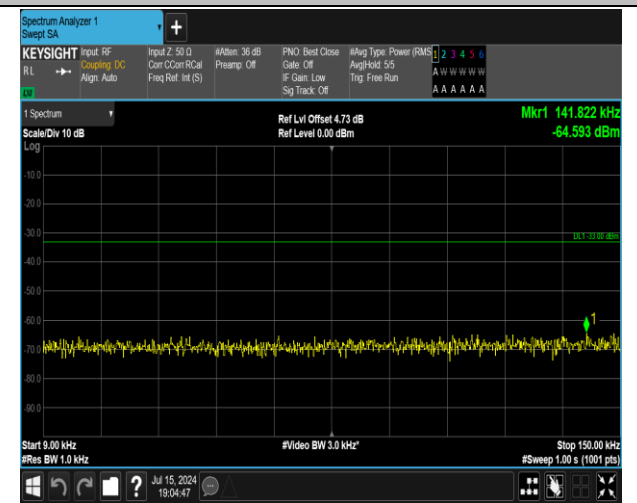 Spectrum Analyzer 1
Swept SA
+
KEYSIGHT Input: RF Input Z: 50 Ω #Atten: 36 dB PNO: Best Close #Avg Type: Power (RMS 1 2 3 4 5 6
RL Coupling: DC Corr CCorr RCal Preamp: Off Gate: Off Avg|Hold: 5/5 A W W W W W
Align: Auto Freq Ref: Int (S) IF Gain: Low Trig: Free Run
Sig Track: Off A A A A A A
1 Spectrum
Scale/Div 10 dB
Ref Lvl Offset 4.73 dB
Ref Level 0.00 dBm
Mkr1 141.822 kHz
-64.593 dBm
Log
-10.0
-20.0
-30.0
DL1 -33.00 dBm
-40.0
-50.0
-60.0
1
-70.0
-80.0
-90.0
Start 9.00 kHz #Video BW 3.0 kHz* Stop 150.00 kHz
#Res BW 1.0 kHz #Sweep 1.00 s (1001 pts)
? Jul 15, 2024
19:04:47